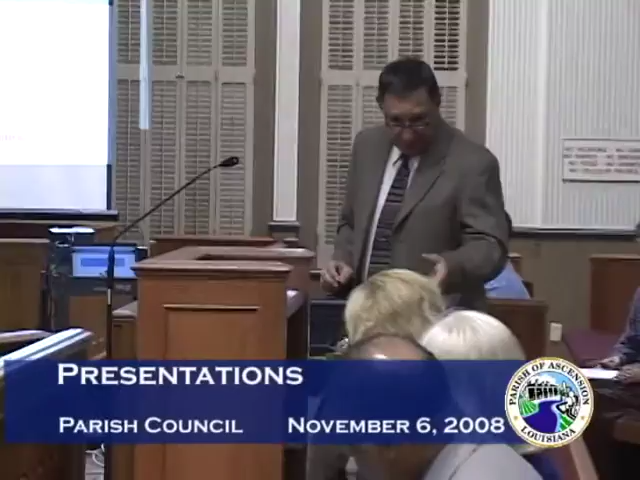 PRESENTATIONS
PARISH COUNCIL NOVEMBER 6, 2008
PARISH OF ASCENSION
LOUISIANA